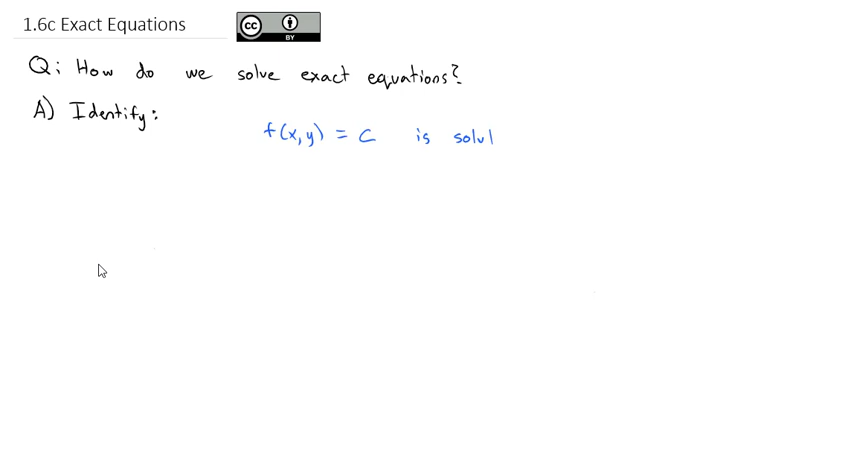 1.6c Exact Equations
cc BY
Q: How do we solve exact equations?
A) Identify:
f(x,y) = C is solul